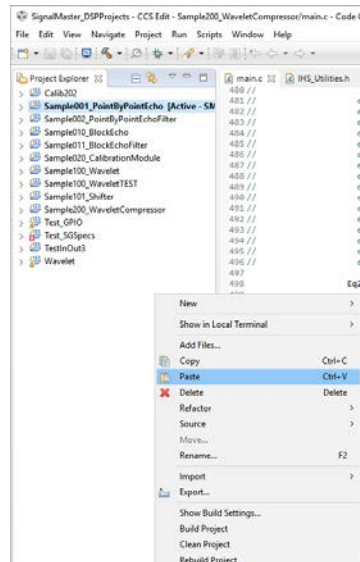 SignalMaster_DSPProjects - CCS Edit - Sample200_WaveletCompressor/main.c - Code
File Edit View Navigate Project Run Scripts Window Help
Project Explorer
main.c
IHS_Utilities.h
Calib202
Sample001_PointByPointEcho [Active - SM
Sample002_PointByPointEchoFilter
Sample010_BlockEcho
Sample011_BlockEchoFilter
Sample020_CalibrationModule
Sample100_Wavelet
Sample100_WaveletTEST
Sample101_Shifter
Sample200_WaveletCompressor
Test_GPIO
Test_SGSpecs
TestInOut3
Wavelet
480 //
481 //
482 // e
483 // e
484 // e
485 // e
486 // e
487 // e
488 // e
489 // e
490 // e
491 // e
492 // e
493 // e
494 // e
495 // e
496 // e
497
498 Eq2
New
Show in Local Terminal
Add Files...
Copy Ctrl+C
Paste Ctrl+V
Delete Delete
Refactor
Source
Move...
Rename... F2
Import
Export...
Show Build Settings...
Build Project
Clean Project
Rebuild Project